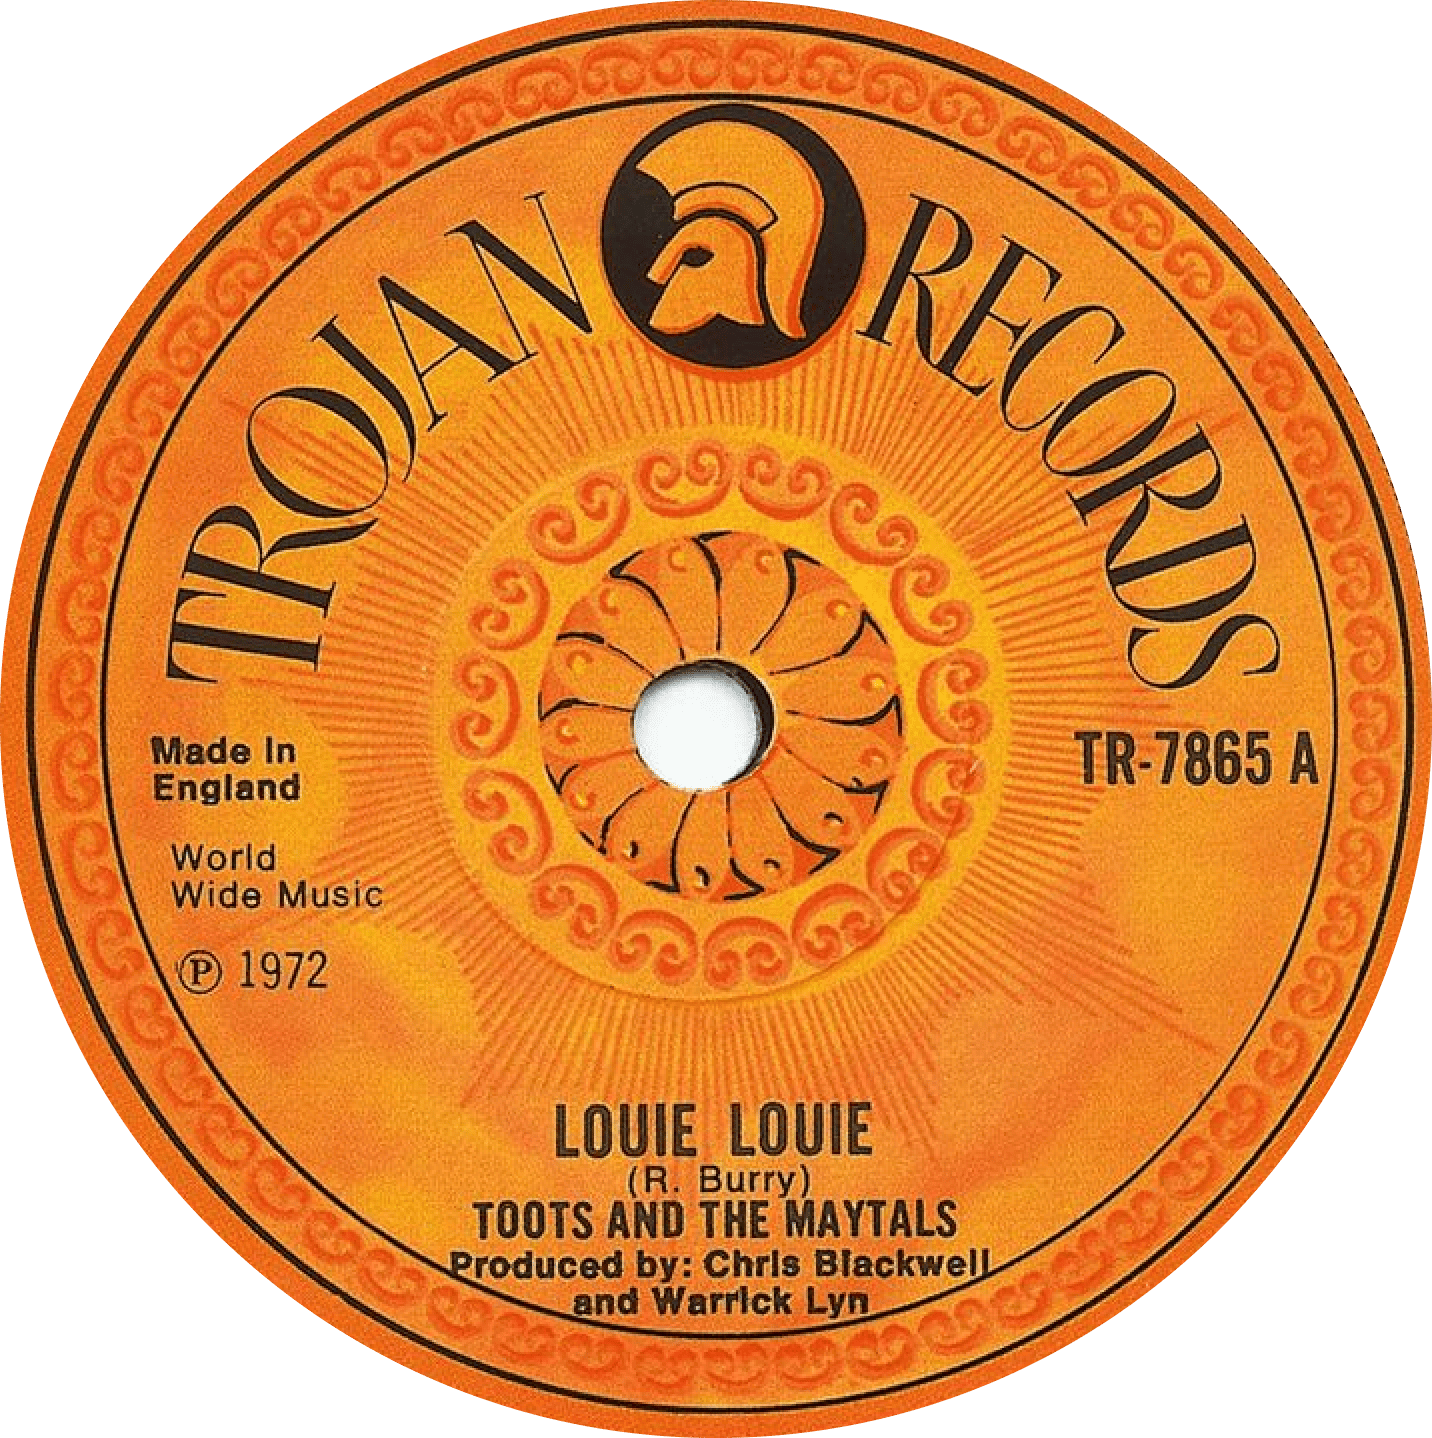 TROJAN RECORDS
Made In
England
World
Wide Music
Ⓟ 1972
TR-7865 A
LOUIE LOUIE
(R. Burry)
TOOTS AND THE MAYTALS
Produced by: Chris Blackwell
and Warrick Lyn